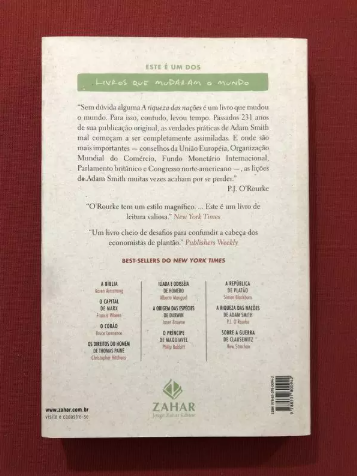 ESTE É UM DOS
LIVROS QUE MUDARAM O MUNDO
"Sem dúvida alguma A riqueza das nações é um livro que mudou
o mundo. Para isso, contudo, levou tempo. Passados 231 anos
de sua publicação original, as verdades práticas de Adam Smith
mal começam a ser completamente assimiladas. E onde são
mais importantes — conselhos da União Européia, Organização
Mundial do Comércio, Fundo Monetário Internacional,
Parlamento britânico e Congresso norte-americano —, as lições
de Adam Smith muitas vezes acabam por se perder."
P.J. O'Rourke
"O'Rourke tem um estilo magnífico: ... Este é um livro de
leitura valiosa." New York Times
"Um livro cheio de desafios para confundir a cabeça dos
economistas de plantão." Publishers Weekly
BEST-SELLERS DO NEW YORK TIMES
A BÍBLIA
Karen Armstrong
O CAPITAL
DE MARX
Francis Wheen
O CORÃO
Bruce Lawrence
OS DIREITOS DO HOMEM
DE THOMAS PAINE
Christopher Hitchens
ILÍADA E ODISSÉIA
DE HOMERO
Alberto Manguel
A ORIGEM DAS ESPÉCIES
DE DARWIN
Janet Browne
O PRÍNCIPE
DE MAQUIAVEL
Philip Bobbitt
A REPÚBLICA
DE PLATÃO
Simon Blackburn
A RIQUEZA DAS NAÇÕES
DE ADAM SMITH
P.J. O'Rourke
SOBRE A GUERRA
DE CLAUSEWITZ
Hew Strachan
www.zahar.com.br
ZAHAR
Jorge Zahar Editor